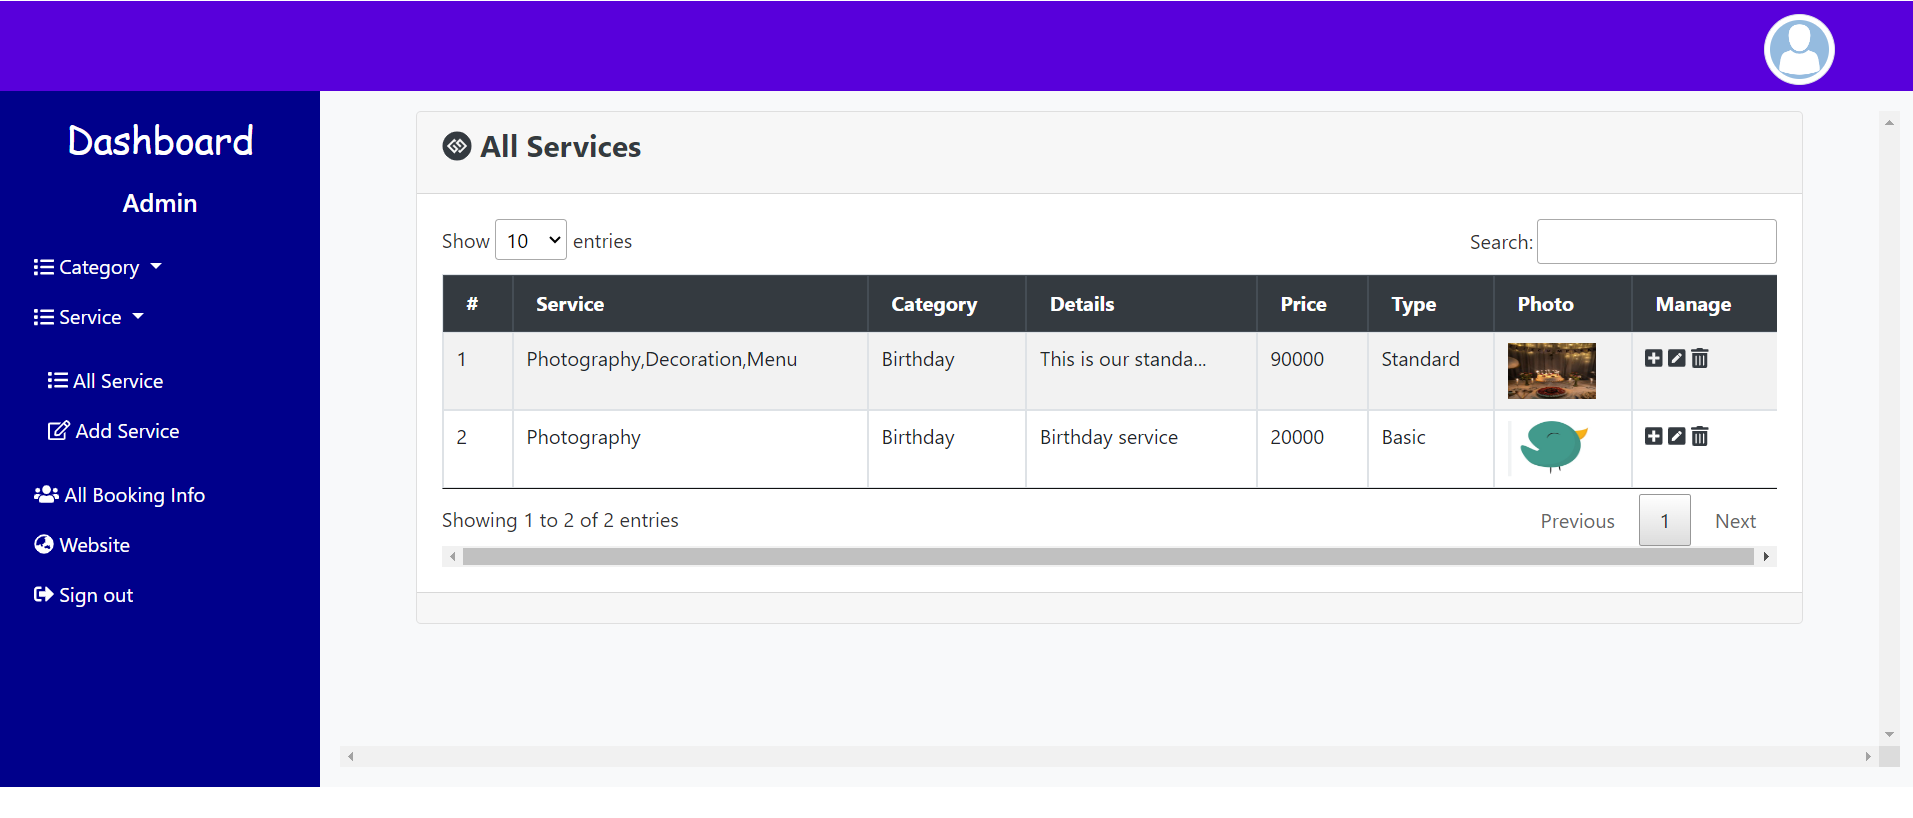 Dashboard
Admin
Category
Service
All Service
Add Service
All Booking Info
Website
Sign out
All Services
Show 10 entries
Search:
# Service Category Details Price Type Photo Manage
1 Photography,Decoration,Menu Birthday This is our standa... 90000 Standard
2 Photography Birthday Birthday service 20000 Basic
Showing 1 to 2 of 2 entries
Previous 1 Next